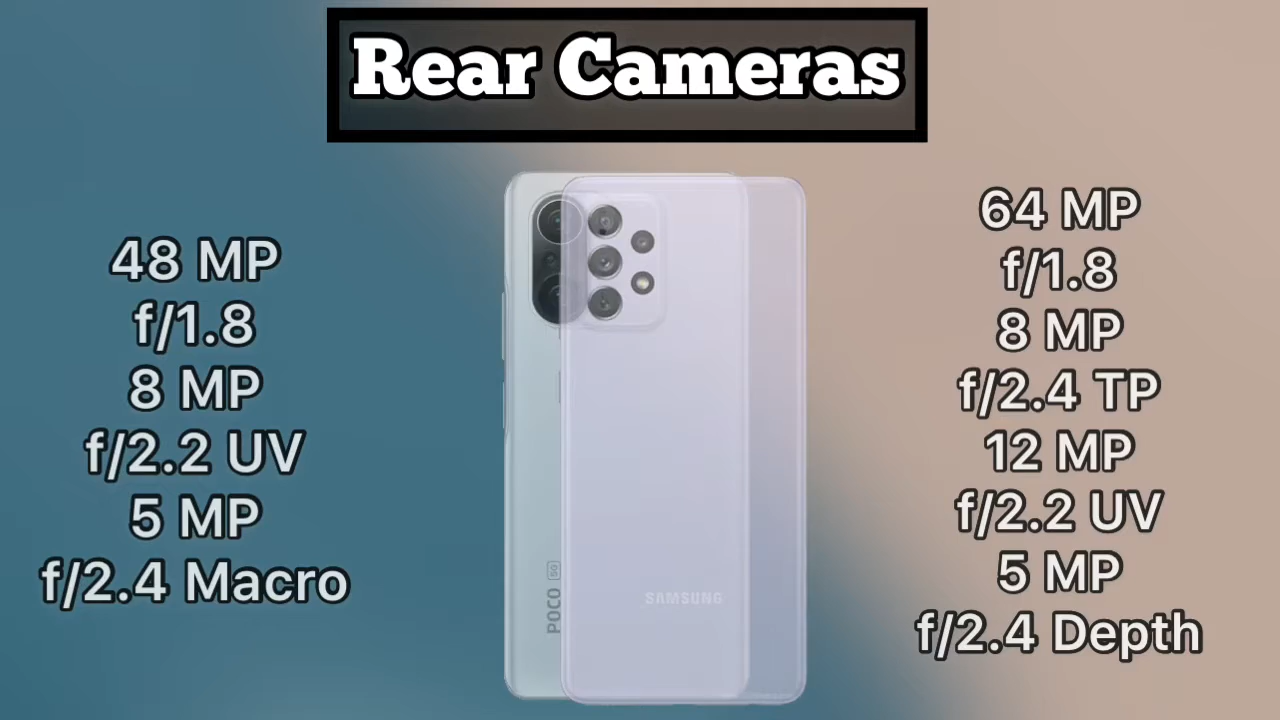 Rear Cameras
48 MP
f/1.8
8 MP
f/2.2 UV
5 MP
f/2.4 Macro
POCO 5G
SAMSUNG
64 MP
f/1.8
8 MP
f/2.4 TP
12 MP
f/2.2 UV
5 MP
f/2.4 Depth